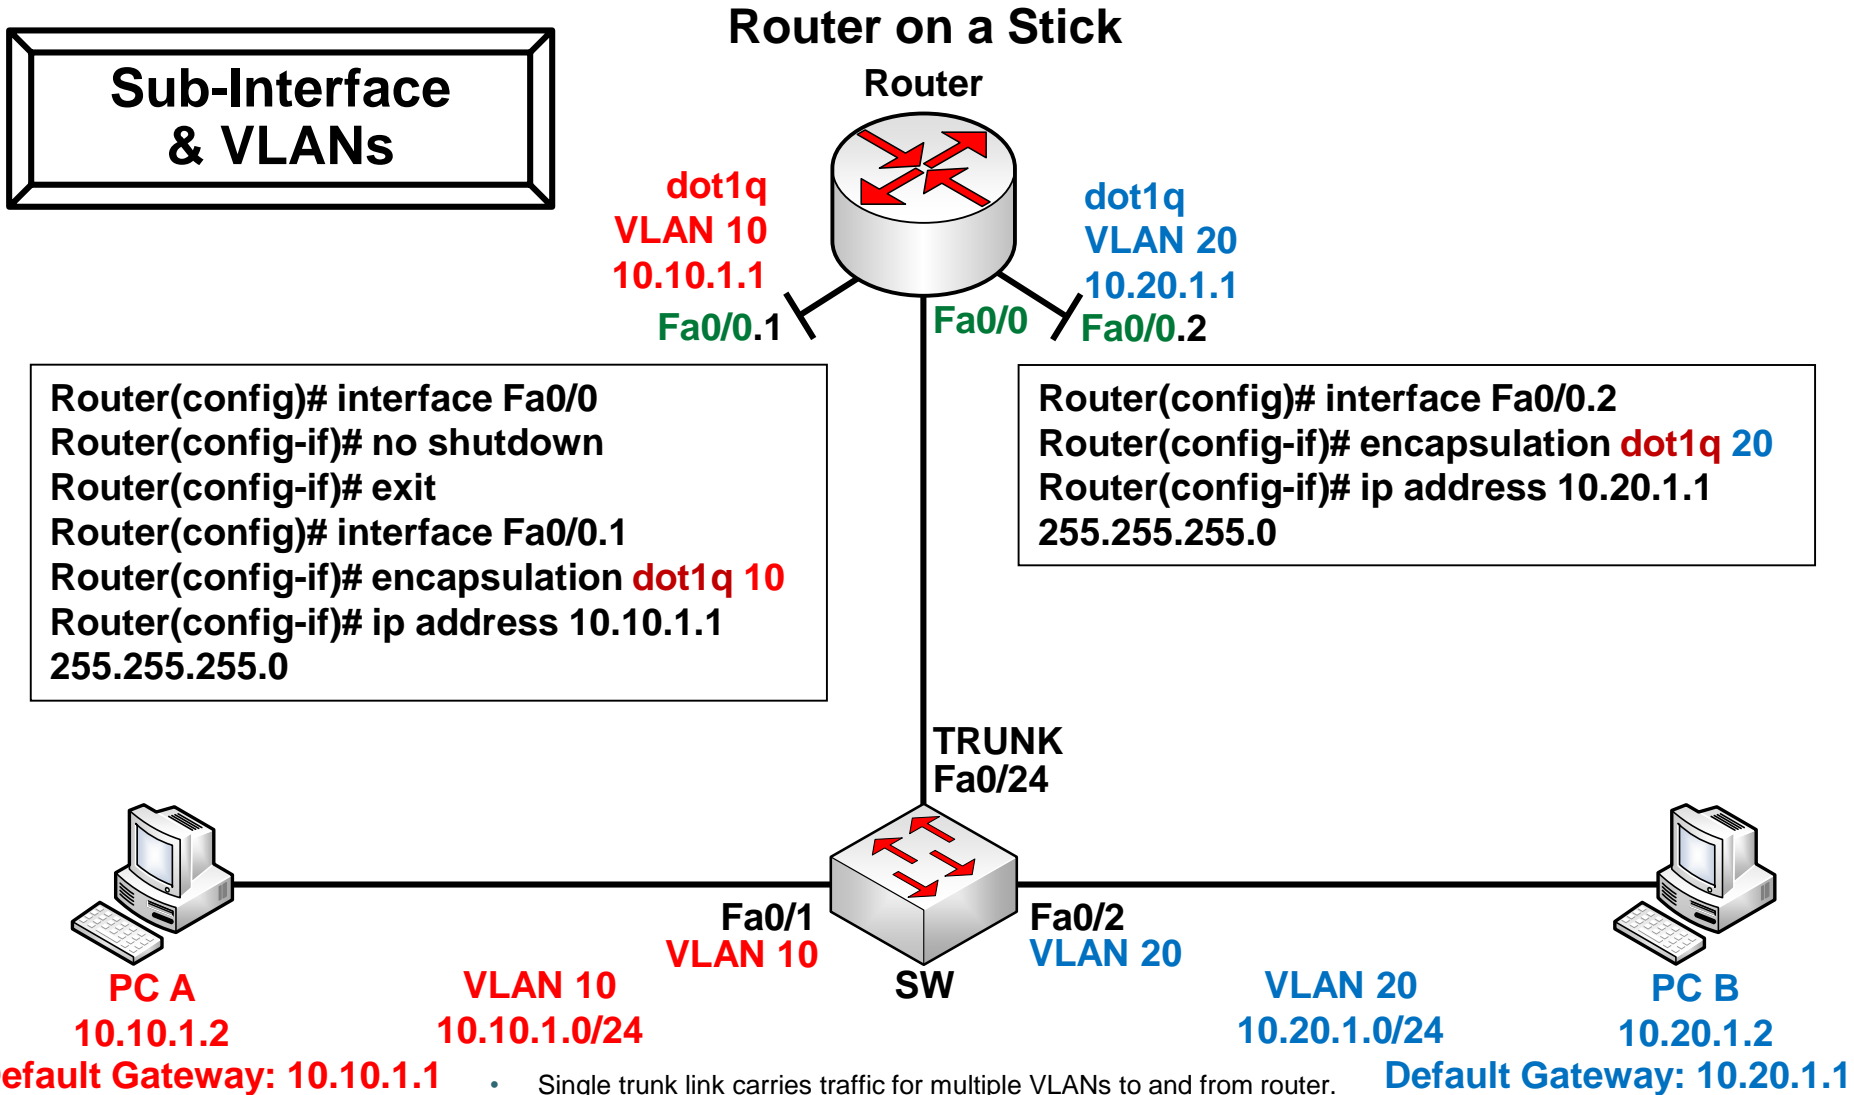 Router on a Stick
Sub-Interface
& VLANs
Router
dot1q
VLAN 10
10.10.1.1
Fa0/0.1
Fa0/0
dot1q
VLAN 20
10.20.1.1
Fa0/0.2
Router(config)# interface Fa0/0
Router(config-if)# no shutdown
Router(config-if)# exit
Router(config)# interface Fa0/0.1
Router(config-if)# encapsulation dot1q 10
Router(config-if)# ip address 10.10.1.1
255.255.255.0
Router(config)# interface Fa0/0.2
Router(config-if)# encapsulation dot1q 20
Router(config-if)# ip address 10.20.1.1
255.255.255.0
TRUNK
Fa0/24
Fa0/1
VLAN 10
Fa0/2
VLAN 20
SW
PC A
10.10.1.2
efault Gateway: 10.10.1.1
VLAN 10
10.10.1.0/24
VLAN 20
10.20.1.0/24
PC B
10.20.1.2
Default Gateway: 10.20.1.1
• Single trunk link carries traffic for multiple VLANs to and from router.